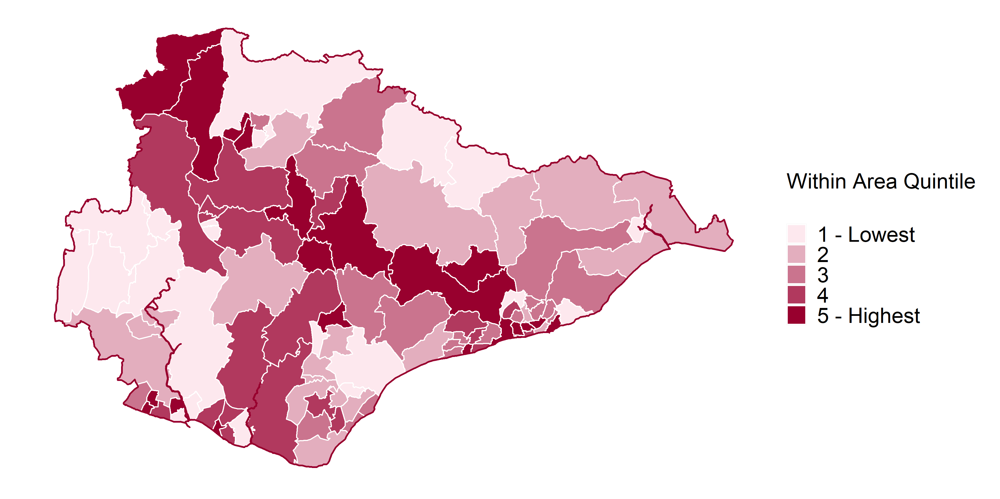 Within Area Quintile
1 - Lowest
2
3
4
5 - Highest